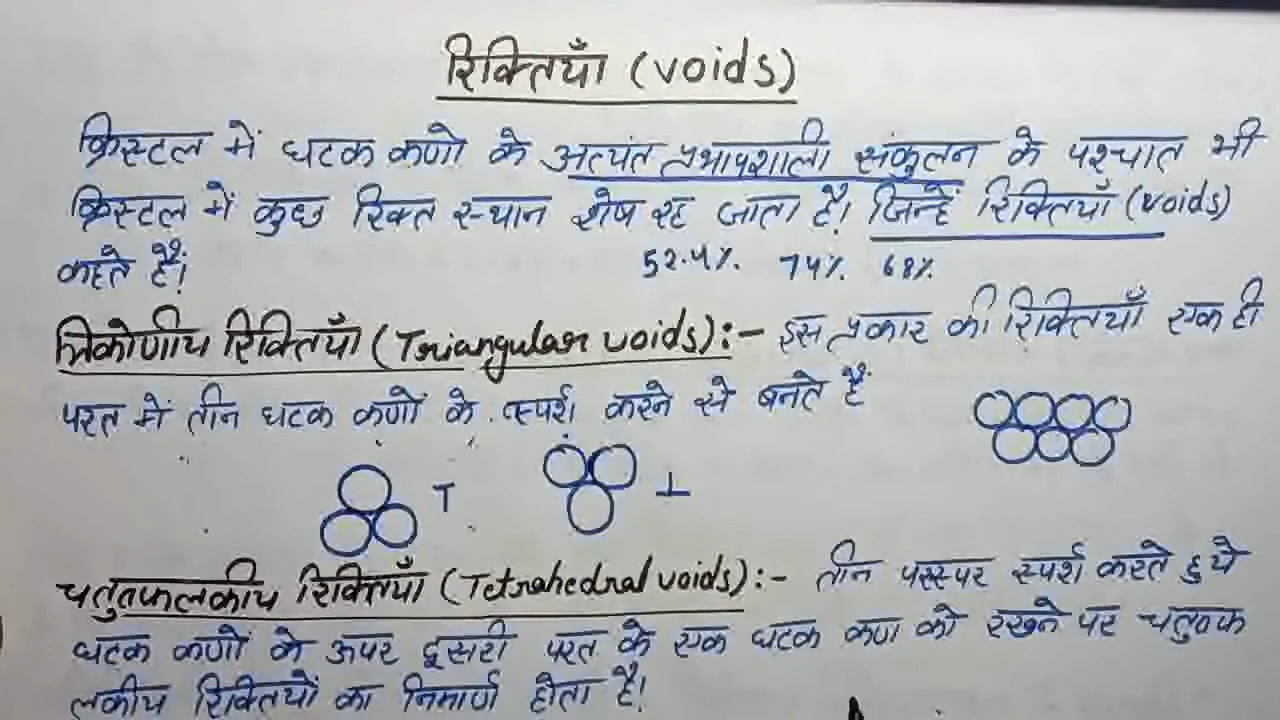 रिक्तियाँ (voids)
क्रिस्टल में घटक कणो के अत्यंत प्रभावशाली संकुलन के पश्चात भी
क्रिस्टल में कुछ रिक्त स्थान शेष रह जाता है। जिन्हें रिक्तियाँ (voids)
कहते हैं।
52.4%. 74%. 68%.
त्रिकोणीय रिक्तियाँ (Triangular voids):- इस प्रकार की रिक्तियाँ एक ही
परत में तीन घटक कणों के स्पर्श करने से बनते हैं
T ⊥
चतुतफलकीय रिक्तियाँ (Tetrahedral voids):- तीन परस्पर स्पर्श करते हुये
घटक कणों के ऊपर दूसरी परत के एक घटक कण को रखने पर चतुष्फ
लकीय रिक्तियों का निमार्ण होता है।